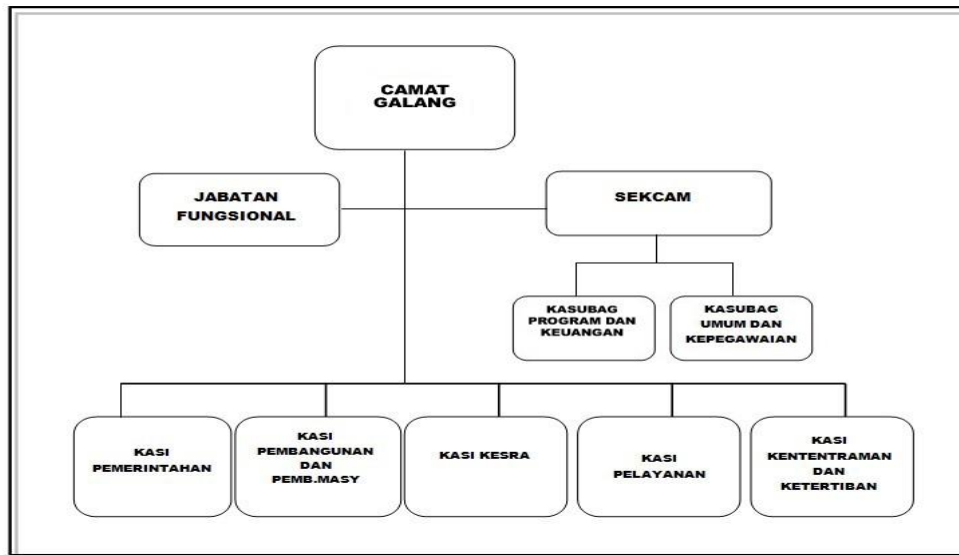 CAMAT
GALANG
JABATAN
FUNGSIONAL
SEKCAM
KASUBAG
PROGRAM DAN
KEUANGAN
KASUBAG
UMUM DAN
KEPEGAWAIAN
KASI
PEMERINTAHAN
KASI
PEMBANGUNAN
DAN
PEMB.MASY
KASI KESRA
KASI
PELAYANAN
KASI
KENTENTRAMAN
DAN
KETERTIBAN